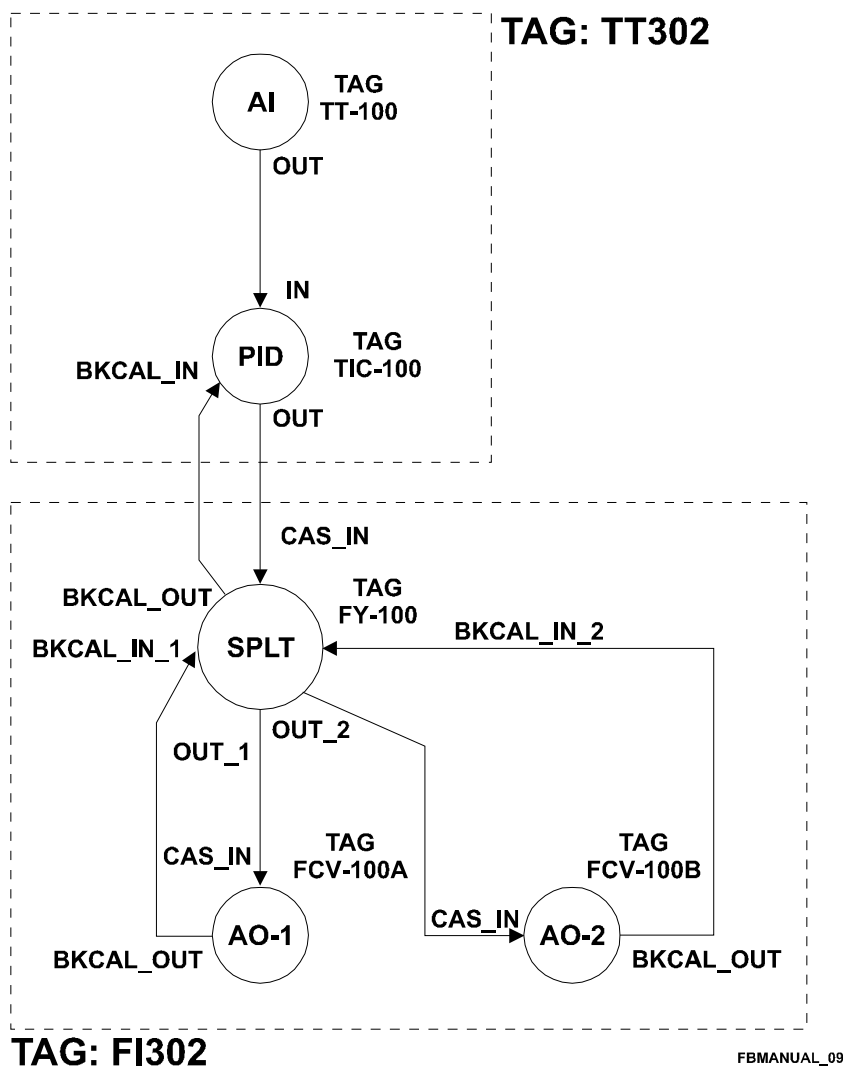 TAG: TT302
AI
TAG
TT-100
OUT
IN
PID
TAG
TIC-100
BKCAL_IN
OUT
CAS_IN
BKCAL_OUT
TAG
FY-100
BKCAL_IN_1
SPLT
BKCAL_IN_2
OUT_1
OUT_2
CAS_IN
TAG
FCV-100A
TAG
FCV-100B
AO-1
CAS_IN
AO-2
BKCAL_OUT
BKCAL_OUT
TAG: FI302
FBMANUAL_09